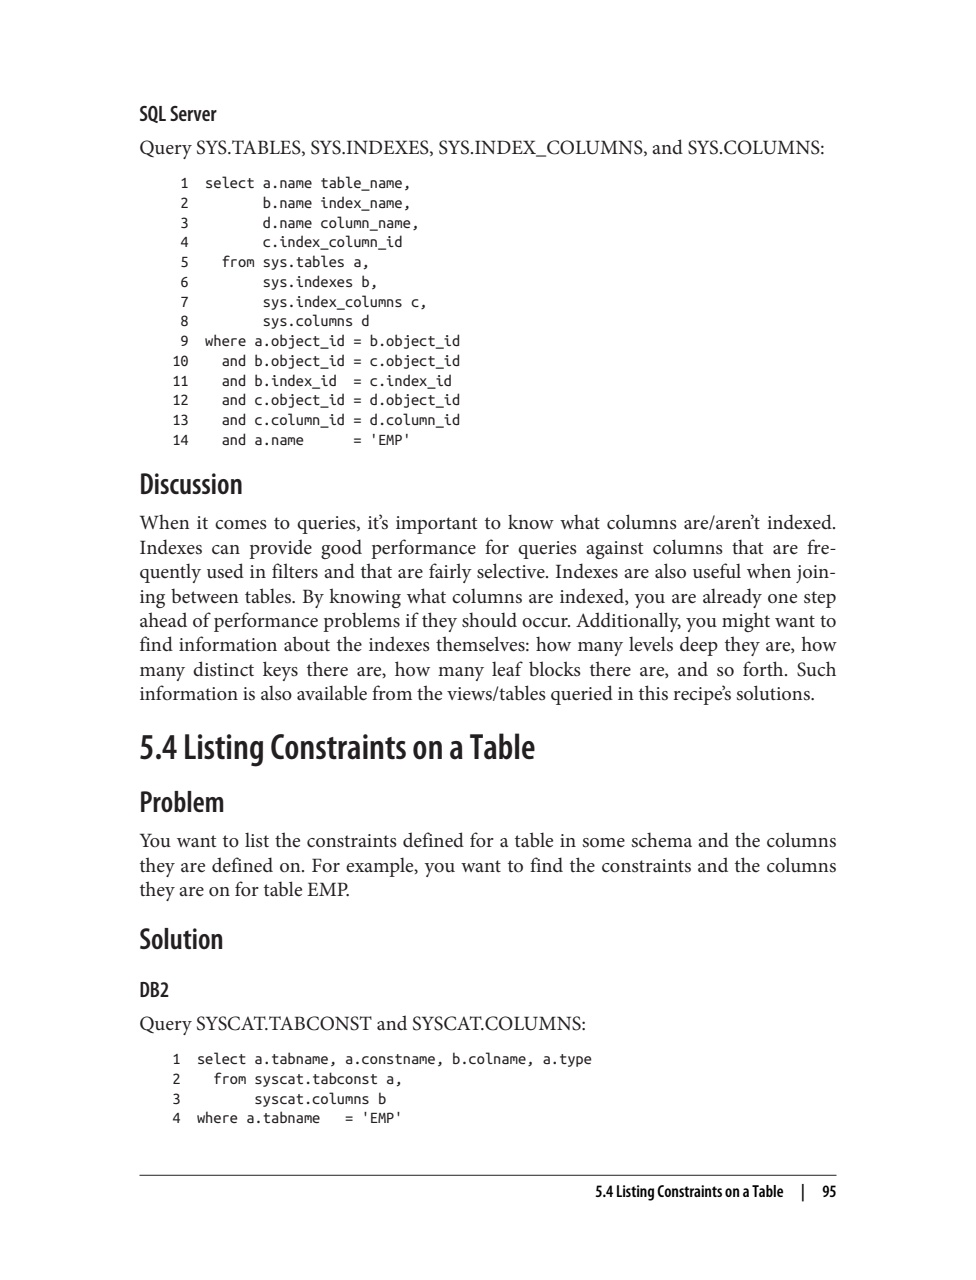 SQL Server
Query SYS.TABLES, SYS.INDEXES, SYS.INDEX_COLUMNS, and SYS.COLUMNS:
1 select a.name table_name,
2        b.name index_name,
3        d.name column_name,
4        c.index_column_id
5   from sys.tables a,
6        sys.indexes b,
7        sys.index_columns c,
8        sys.columns d
9 where a.object_id = b.object_id
10   and b.object_id = c.object_id
11   and b.index_id  = c.index_id
12   and c.object_id = d.object_id
13   and c.column_id = d.column_id
14   and a.name      = 'EMP'
Discussion
When it comes to queries, it’s important to know what columns are/aren’t indexed.
Indexes can provide good performance for queries against columns that are fre-
quently used in filters and that are fairly selective. Indexes are also useful when join-
ing between tables. By knowing what columns are indexed, you are already one step
ahead of performance problems if they should occur. Additionally, you might want to
find information about the indexes themselves: how many levels deep they are, how
many distinct keys there are, how many leaf blocks there are, and so forth. Such
information is also available from the views/tables queried in this recipe’s solutions.
5.4 Listing Constraints on a Table
Problem
You want to list the constraints defined for a table in some schema and the columns
they are defined on. For example, you want to find the constraints and the columns
they are on for table EMP.
Solution
DB2
Query SYSCAT.TABCONST and SYSCAT.COLUMNS:
1 select a.tabname, a.constname, b.colname, a.type
2   from syscat.tabconst a,
3        syscat.columns b
4 where a.tabname   = 'EMP'
5.4 Listing Constraints on a Table | 95